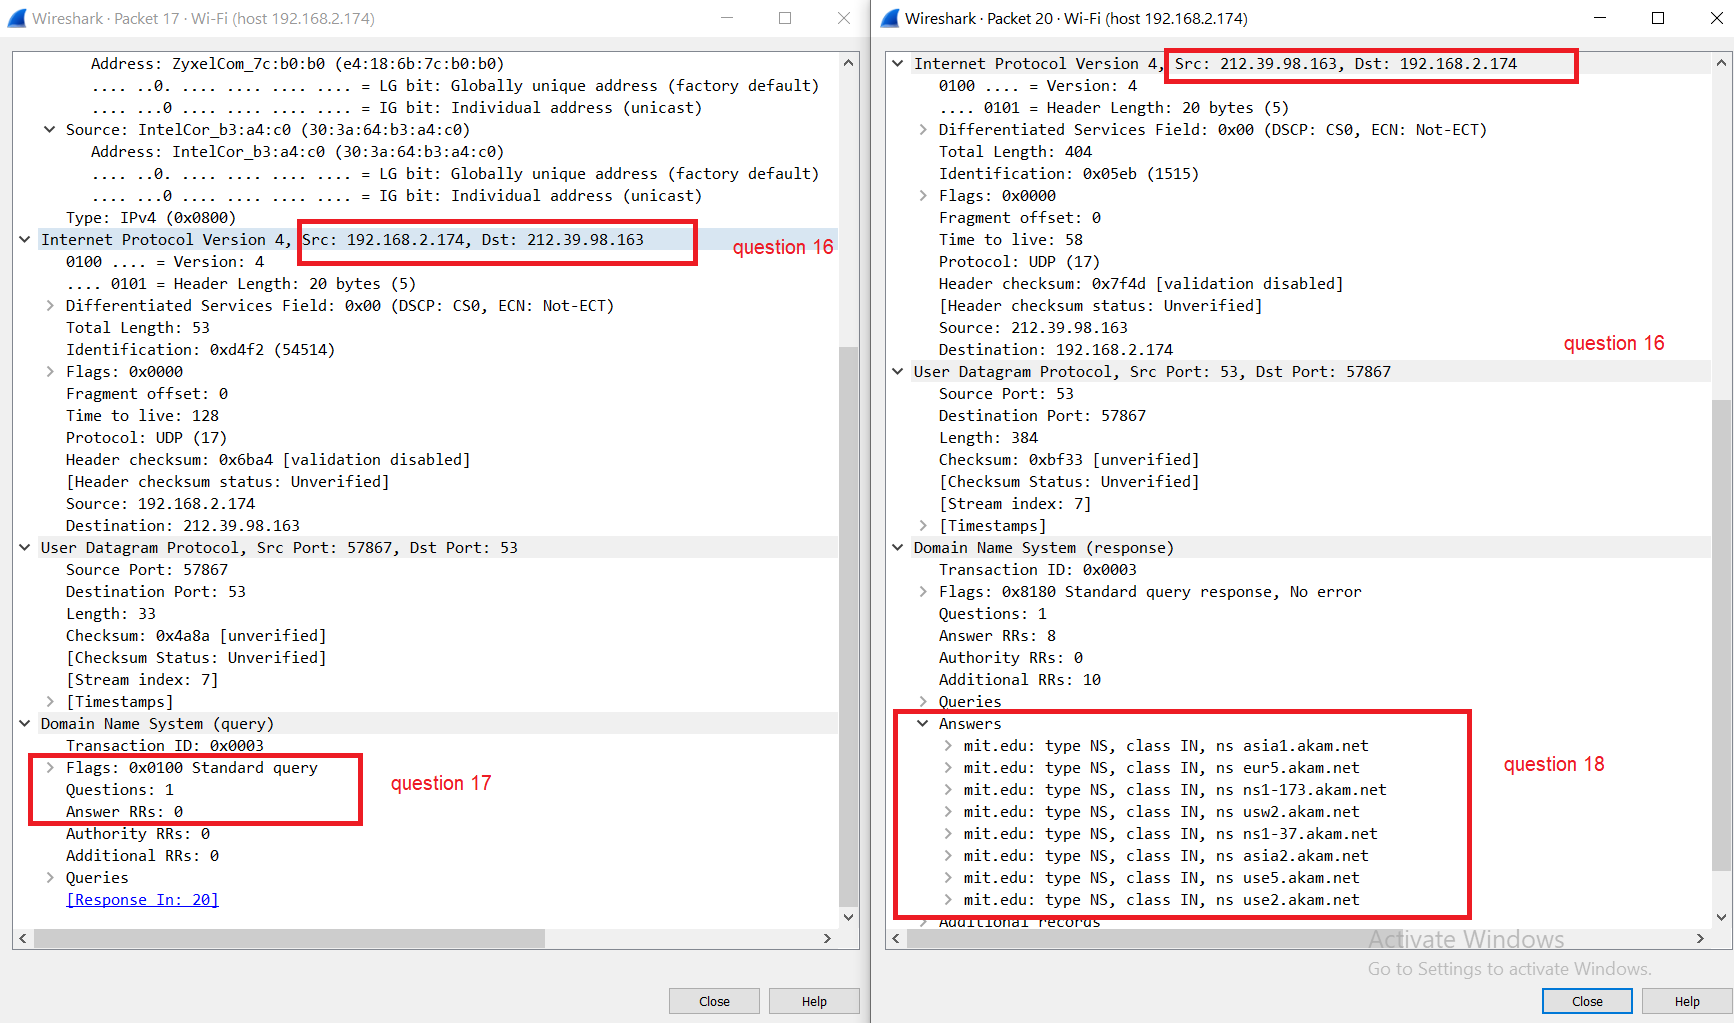 Wireshark · Packet 17 · Wi-Fi (host 192.168.2.174)
Address: ZyxelCom_7c:b0:b0 (e4:18:6b:7c:b0:b0)
.... ..0. .... .... .... .... = LG bit: Globally unique address (factory default)
.... ...0 .... .... .... .... = IG bit: Individual address (unicast)
Source: IntelCor_b3:a4:c0 (30:3a:64:b3:a4:c0)
Address: IntelCor_b3:a4:c0 (30:3a:64:b3:a4:c0)
.... ..0. .... .... .... .... = LG bit: Globally unique address (factory default)
.... ...0 .... .... .... .... = IG bit: Individual address (unicast)
Type: IPv4 (0x0800)
Internet Protocol Version 4, Src: 192.168.2.174, Dst: 212.39.98.163
question 16
0100 .... = Version: 4
.... 0101 = Header Length: 20 bytes (5)
Differentiated Services Field: 0x00 (DSCP: CS0, ECN: Not-ECT)
Total Length: 53
Identification: 0xd4f2 (54514)
Flags: 0x0000
Fragment offset: 0
Time to live: 128
Protocol: UDP (17)
Header checksum: 0x6ba4 [validation disabled]
[Header checksum status: Unverified]
Source: 192.168.2.174
Destination: 212.39.98.163
User Datagram Protocol, Src Port: 57867, Dst Port: 53
Source Port: 57867
Destination Port: 53
Length: 33
Checksum: 0x4a8a [unverified]
[Checksum Status: Unverified]
[Stream index: 7]
[Timestamps]
Domain Name System (query)
Transaction ID: 0x0003
Flags: 0x0100 Standard query
question 17
Questions: 1
Answer RRs: 0
Authority RRs: 0
Additional RRs: 0
Queries
[Response In: 20]
Close
Help
Wireshark · Packet 20 · Wi-Fi (host 192.168.2.174)
Internet Protocol Version 4, Src: 212.39.98.163, Dst: 192.168.2.174
0100 .... = Version: 4
.... 0101 = Header Length: 20 bytes (5)
Differentiated Services Field: 0x00 (DSCP: CS0, ECN: Not-ECT)
Total Length: 404
Identification: 0x05eb (1515)
Flags: 0x0000
Fragment offset: 0
Time to live: 58
Protocol: UDP (17)
Header checksum: 0x7f4d [validation disabled]
[Header checksum status: Unverified]
Source: 212.39.98.163
Destination: 192.168.2.174
question 16
User Datagram Protocol, Src Port: 53, Dst Port: 57867
Source Port: 53
Destination Port: 57867
Length: 384
Checksum: 0xbf33 [unverified]
[Checksum Status: Unverified]
[Stream index: 7]
[Timestamps]
Domain Name System (response)
Transaction ID: 0x0003
Flags: 0x8180 Standard query response, No error
Questions: 1
Answer RRs: 8
Authority RRs: 0
Additional RRs: 10
Queries
Answers
mit.edu: type NS, class IN, ns asia1.akam.net
mit.edu: type NS, class IN, ns eur5.akam.net
question 18
mit.edu: type NS, class IN, ns ns1-173.akam.net
mit.edu: type NS, class IN, ns usw2.akam.net
mit.edu: type NS, class IN, ns ns1-37.akam.net
mit.edu: type NS, class IN, ns asia2.akam.net
mit.edu: type NS, class IN, ns use5.akam.net
mit.edu: type NS, class IN, ns use2.akam.net
Additional records
Activate Windows
Go to Settings to activate Windows.
Close
Help